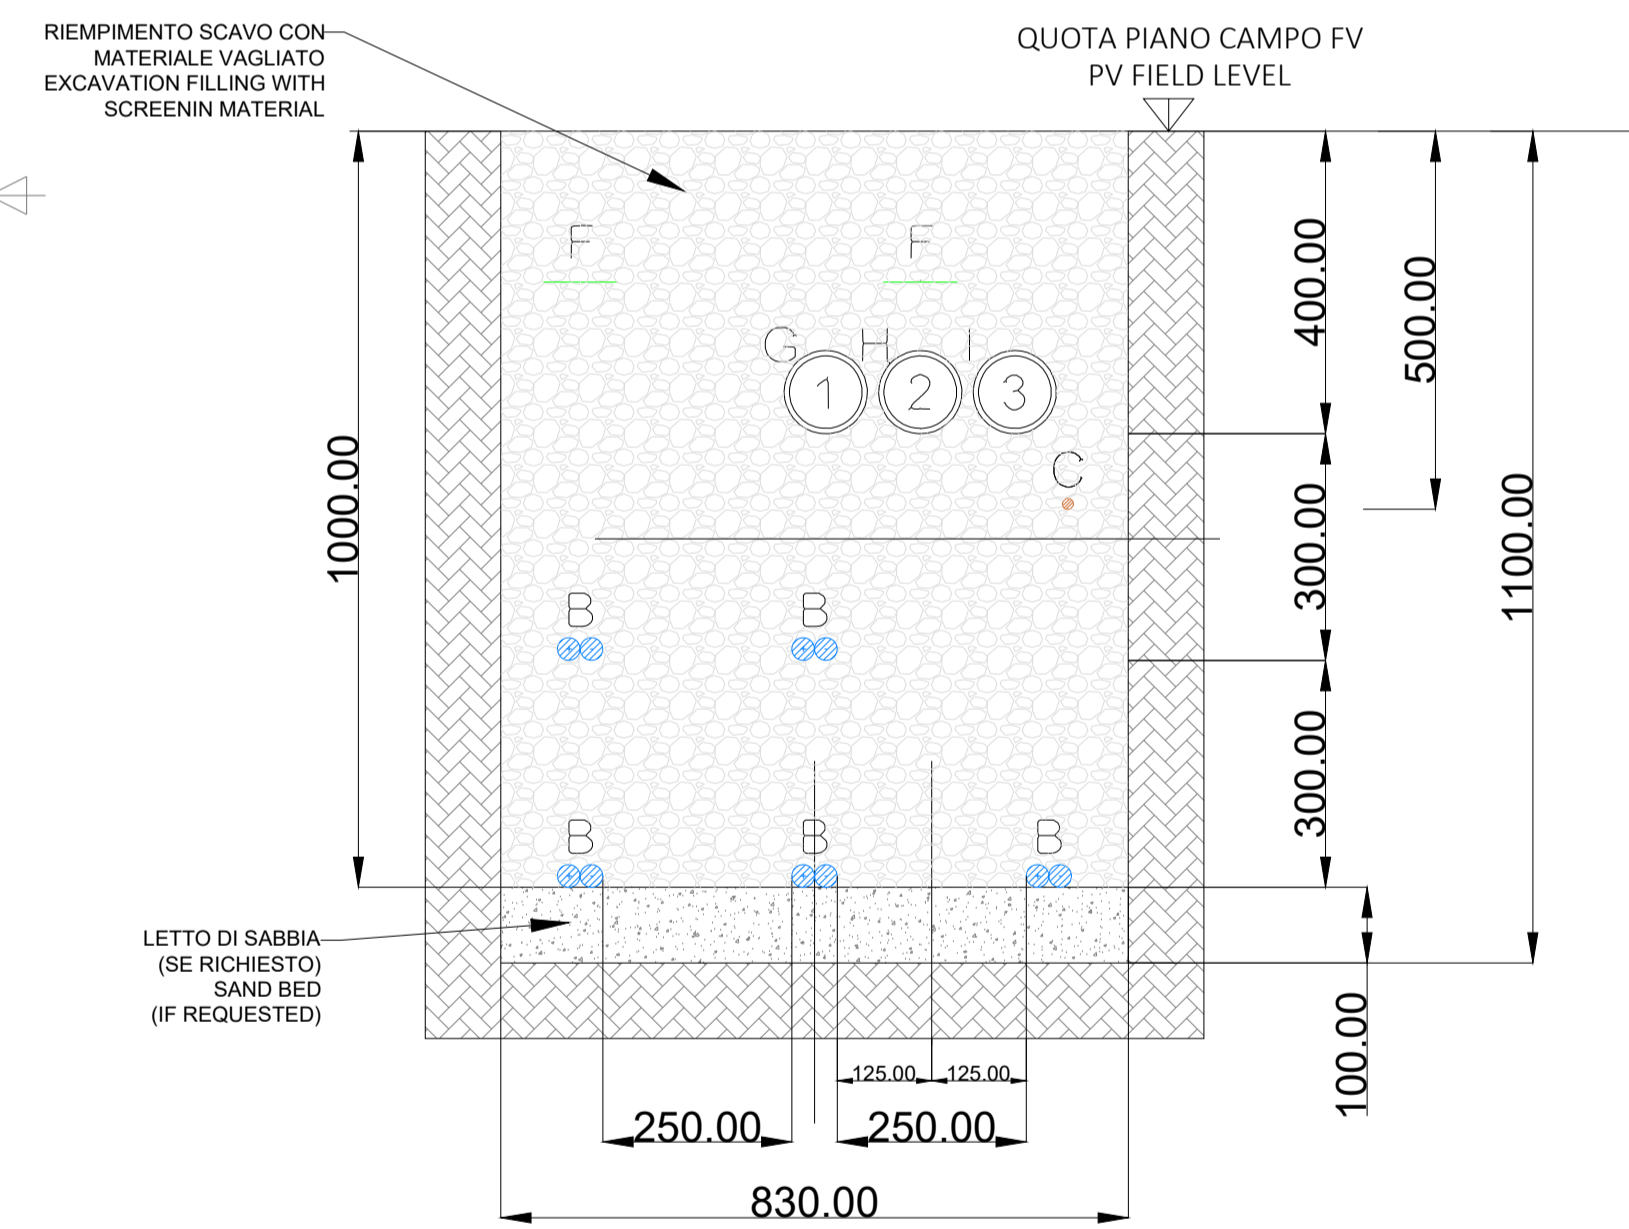 RIEMPIMENTO SCAVO CON
MATERIALE VAGLIATO
EXCAVATION FILLING WITH
SCREENIN MATERIAL
QUOTA PIANO CAMPO FV
PV FIELD LEVEL
F
F
400.00
500.00
G
H
I
1
2
3
C
1000.00
300.00
1100.00
B
B
300.00
B
B
B
LETTO DI SABBIA
(SE RICHIESTO)
SAND BED
(IF REQUESTED)
100.00
125.00
125.00
250.00
250.00
830.00